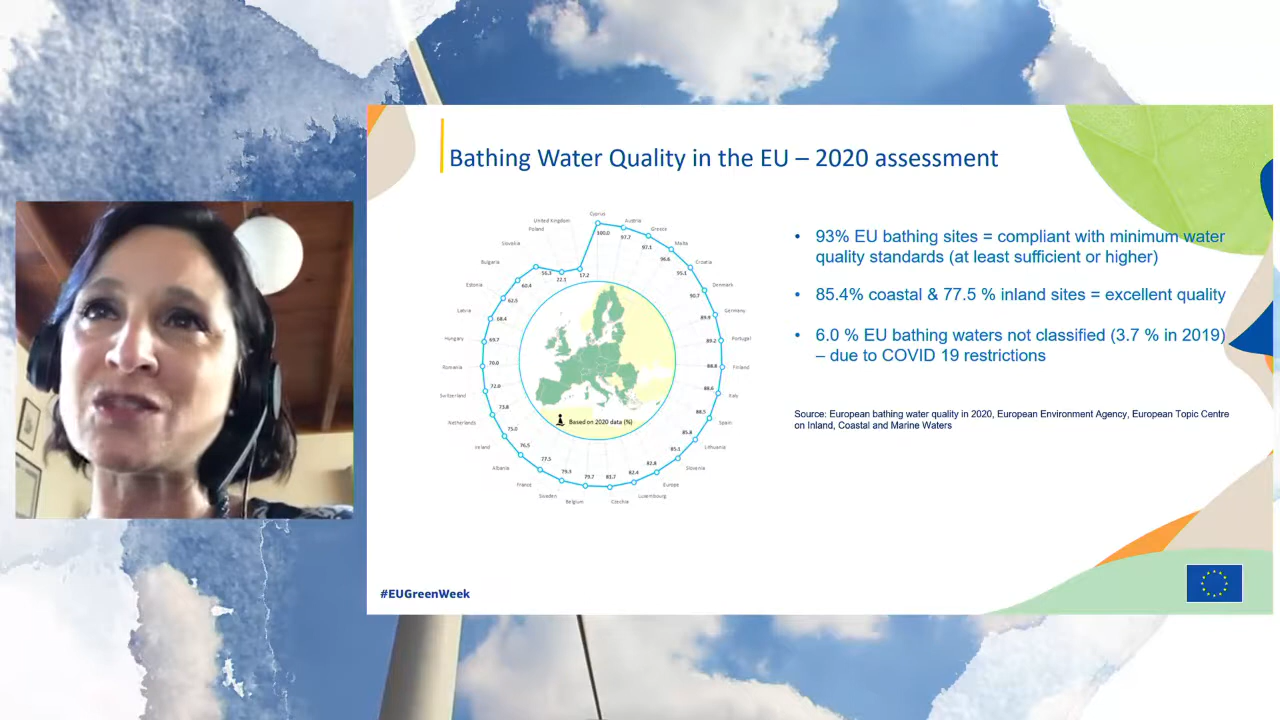 Bathing Water Quality in the EU – 2020 assessment
Cyprus
100.0
Austria
97.7
Greece
97.1
Malta
96.6
Croatia
95.1
Denmark
90.7
Germany
89.9
Portugal
89.2
Finland
88.8
Italy
88.6
Spain
88.5
Lithuania
85.8
Slovenia
85.1
Europe
82.8
Luxembourg
82.4
Czechia
81.7
Belgium
79.7
Sweden
79.3
France
77.5
Albania
76.5
Ireland
75.0
Netherlands
73.8
Switzerland
72.0
Romania
70.0
Hungary
69.7
Latvia
68.4
Estonia
62.5
Bulgaria
60.4
Slovakia
56.3
Poland
22.1
United Kingdom
17.2
Based on 2020 data (%)
• 93% EU bathing sites = compliant with minimum water
quality standards (at least sufficient or higher)
• 85.4% coastal & 77.5 % inland sites = excellent quality
• 6.0 % EU bathing waters not classified (3.7 % in 2019)
– due to COVID 19 restrictions
Source: European bathing water quality in 2020, European Environment Agency, European Topic Centre
on Inland, Coastal and Marine Waters
#EUGreenWeek